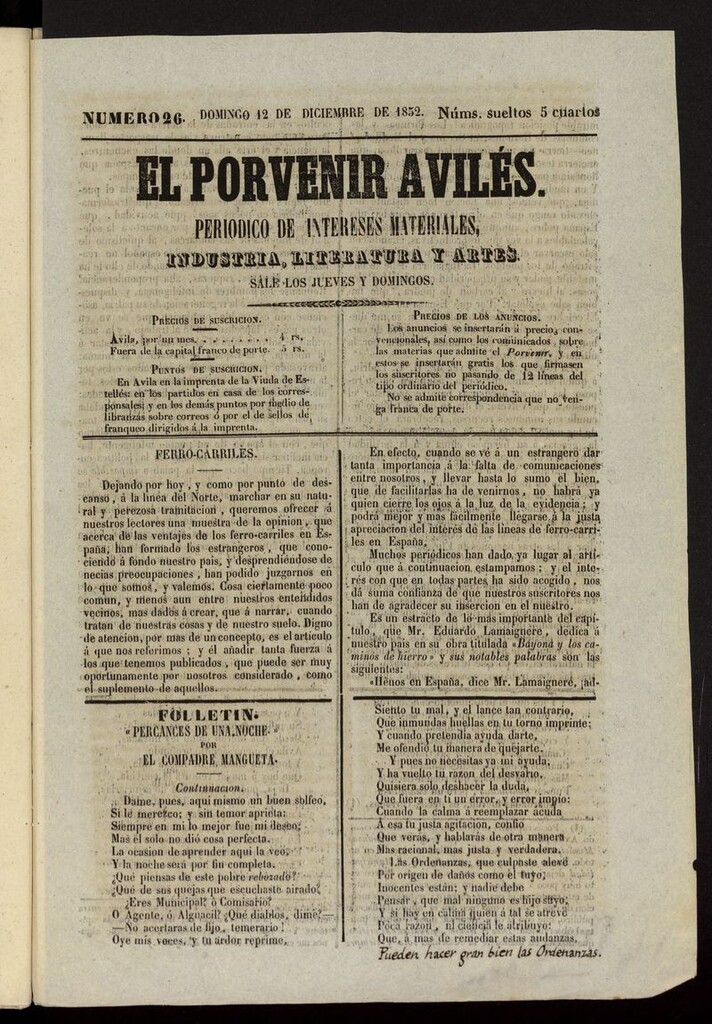 NUMERO 26. DOMINGO 12 DE DICIEMBRE DE 1852. Núms. sueltos 5 cuartos
EL PORVENIR AVILÉS.
PERIODICO DE INTERESES MATERIALES,
INDUSTRIA, LITERATURA Y ARTES.
SALE LOS JUEVES Y DOMINGOS.
PRECIOS DE SUSCRICION.
Avila, por un mes. . . . . . . . . 4 rs.
Fuera de la capital franco de porte. 5 rs.
PUNTOS DE SUSCRICION.
En Avila en la imprenta de la Viuda de Es-
tellés: en los partidos en casa de los corres-
ponsales; y en los demás puntos por medio de
libranzas sobre correos ó por el de sellos de
franqueo dirigidos á la imprenta.
PRECIOS DE LOS ANUNCIOS.
Los anuncios se insertarán á precio, con-
vencionales, así como los comunicados sobre
las materias que admite el Porvenir, y en
estos se insertarán gratis los que firmasen
los suscritores no pasando de 12 líneas del
tipo ordinario del periódico.
No se admite correspondencia que no ven-
ga franca de porte.
FERRO-CARRILES.
Dejando por hoy, y como por punto de des-
canso, á la linea del Norte, marchar en su natu-
ral y perezosa tramitacion, queremos ofrecer á
nuestros lectores una muestra de la opinion, que
acerca de las ventajes de los ferro-carriles en Es-
paña, han formado los estrangeros, que cono-
ciendo á fondo nuestro pais, y desprendiéndose de
necias preocupaciones, han podido juzgarnos en
lo que somos, y valemos. Cosa ciertamente poco
comun, y menos aun entre nuestros entendidos
vecinos, mas dados á crear, que á narrar, cuando
tratan de nuestras cosas y de nuestro suelo. Digno
de atencion, por mas de un concepto, es el artículo
á que nos referimos; y él añadir tanta fuerza á
los que tenemos publicados, que puede ser muy
oportunamente por nosotros considerado, como
el suplemento de aquellos.
En efecto, cuando se vé á un estrangero dar
tanta importancia á la falta de comunicaciones
entre nosotros, y llevar hasta lo sumo el bien,
que de facilitarlas ha de venirnos, no habrá ya
quien cierre los ojos á la luz de la evidencia; y
podrá mejor y mas fácilmente llegarse á la justa
apreciacion del interés de las líneas de ferro-carri-
les en España.
Muchos periódicos han dado ya lugar al artí-
culo que á continuacion estampamos; y el inte-
rés con que en todas partes ha sido acogido, nos
dá suma confianza de que nuestros suscritores nos
han de agradecer su insercion en el nuestro.
Es un estracto de lo mas importante del capí-
tulo, que Mr. Eduardo Lamaignere, dedica á
nuestro pais en su obra titulada «Bayona y los ca-
minos de hierro» y sus notables palabras son las
siguientes:
«Henos en España, dice Mr. Lamaigneré, ¡ad-
FOLLETIN.
«PERCANCES DE UNA NOCHE.»
POR
EL COMPADRE MANGUETA.
Continuacion.
Dame, pues, aqui mismo un buen solfeo,
Si le merezco; y sin temor aprieta:
Siempre en mi lo mejor fue mi deseo;
Mas el solo no dió cosa perfecta.
La ocasion de aprender aqui la veo,
Y la noche será por fin completa.
¿Qué piensas de este pobre rebozado?
¿Qué de sus quejas que escuchaste airado?
¿Eres Municipal? ó Comisario?
O Agente, ó Alguacil? ¿Qué diablos, dime?—
—No acertaras de fijo, temerario!
Oye mis voces, y tu ardor reprime,
Siento tu mal, y el lance tan contrario,
Que inmundas huellas en tu torno imprime;
Y cuando pretendia ayuda darte,
Me ofendió tu manera de quejarte.
Y pues no necesitas ya mi ayuda,
Y ha vuelto tu razon del desvario,
Quisiera solo deshacer la duda,
Que fuera en ti un error, y error impio:
Cuando la calma á reemplazar acuda
A esa tu justa agitacion, confio
Que veras, y hablarás de otra manera
Mas racional, mas justa y verdadera.
Las Ordenanzas, que culpaste aleve
Por origen de daños como el tuyo;
Inocentes están; y nadie debe
Pensar, que mal ninguno es hijo suyo;
Y si hay en calma quien á tal se atreve
Poca razon, ni ciencia le atribuyo:
Que, á mas de remediar estas andanzas,
Pueden hacer gran bien las Ordenanzas.